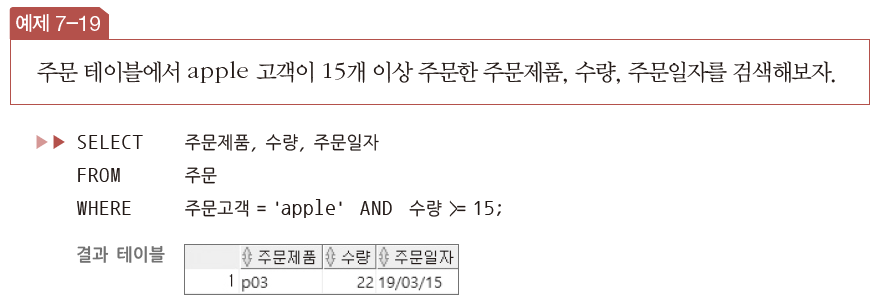 예제 7-19
주문 테이블에서 apple 고객이 15개 이상 주문한 주문제품, 수량, 주문일자를 검색해보자.
SELECT 주문제품, 수량, 주문일자
FROM 주문
WHERE 주문고객 = 'apple' AND 수량 >= 15;
결과 테이블
주문제품 수량 주문일자
1 p03 22 19/03/15